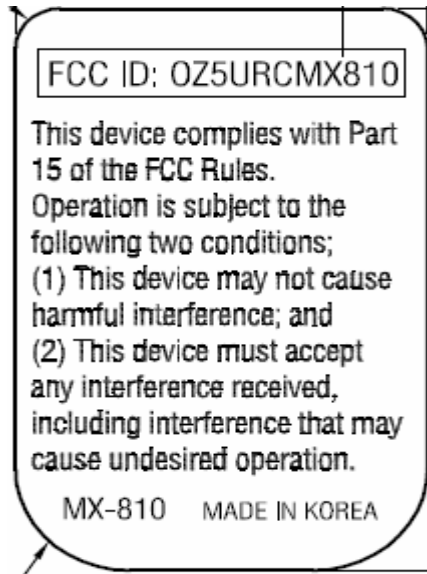 FCC ID: OZ5URCMX810
This device complies with Part
15 of the FCC Rules.
Operation is subject to the
following two conditions;
(1) This device may not cause
harmful interference; and
(2) This device must accept
any interference received,
including interference that may
cause undesired operation.
MX-810 MADE IN KOREA